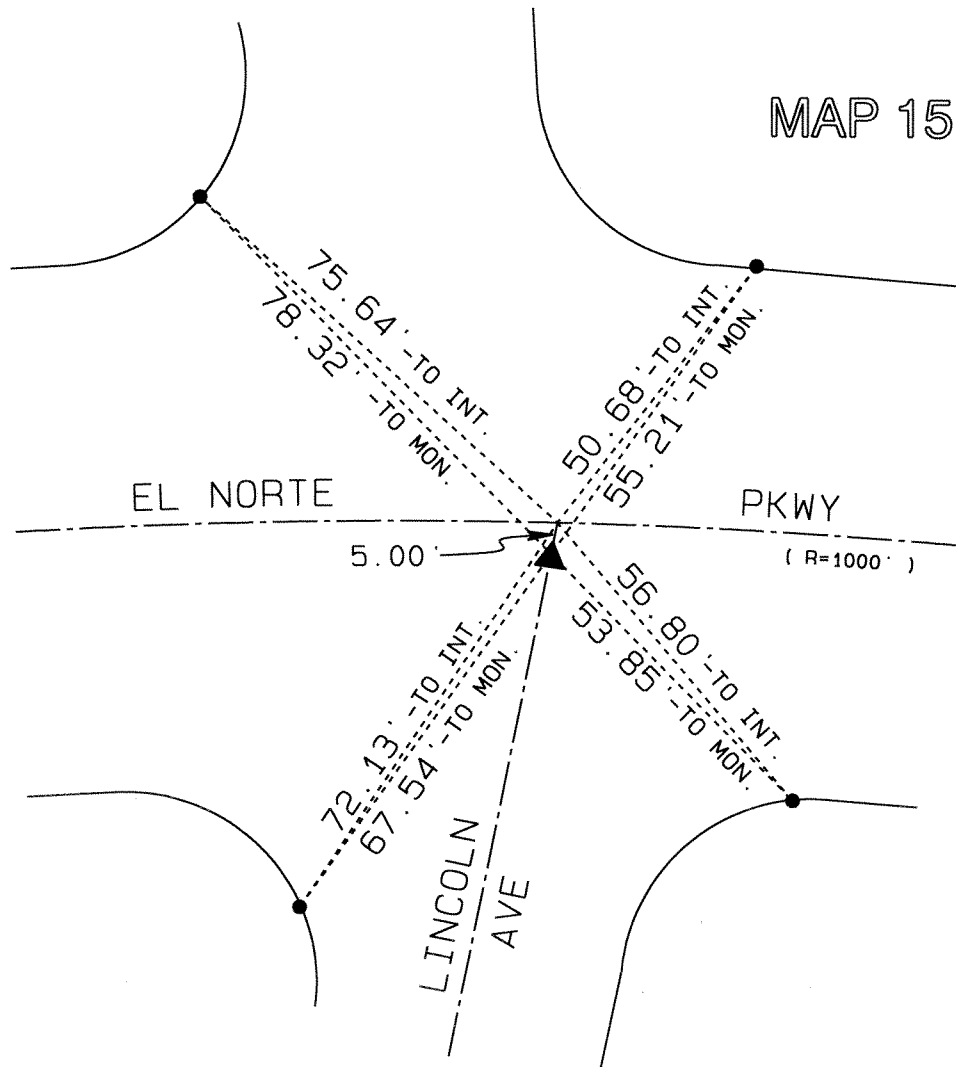 MAP 15
75.64'-TO INT.
78.32'-TO MON.
50.68'-TO INT.
55.21'-TO MON.
EL NORTE PKWY
( R=1000' )
5.00'
56.80'-TO INT.
53.85'-TO MON.
72.13'-TO INT.
67.54'-TO MON.
LINCOLN
AVE